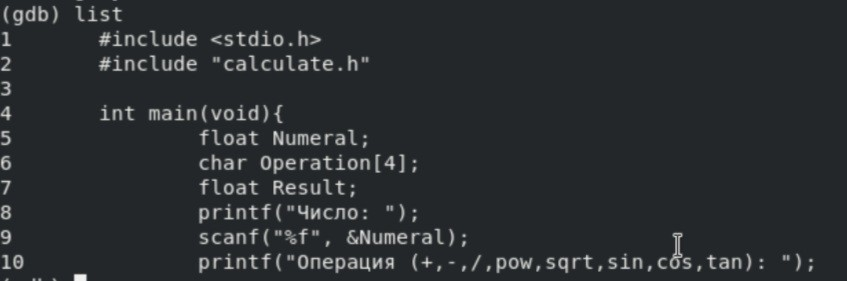 (gdb) list
1 #include <stdio.h>
2 #include "calculate.h"
3
4 int main(void){
5 float Numeral;
6 char Operation[4];
7 float Result;
8 printf("Число: ");
9 scanf("%f", &Numeral);
10 printf("Операция (+,-,/,pow,sqrt,sin,cos,tan): ");